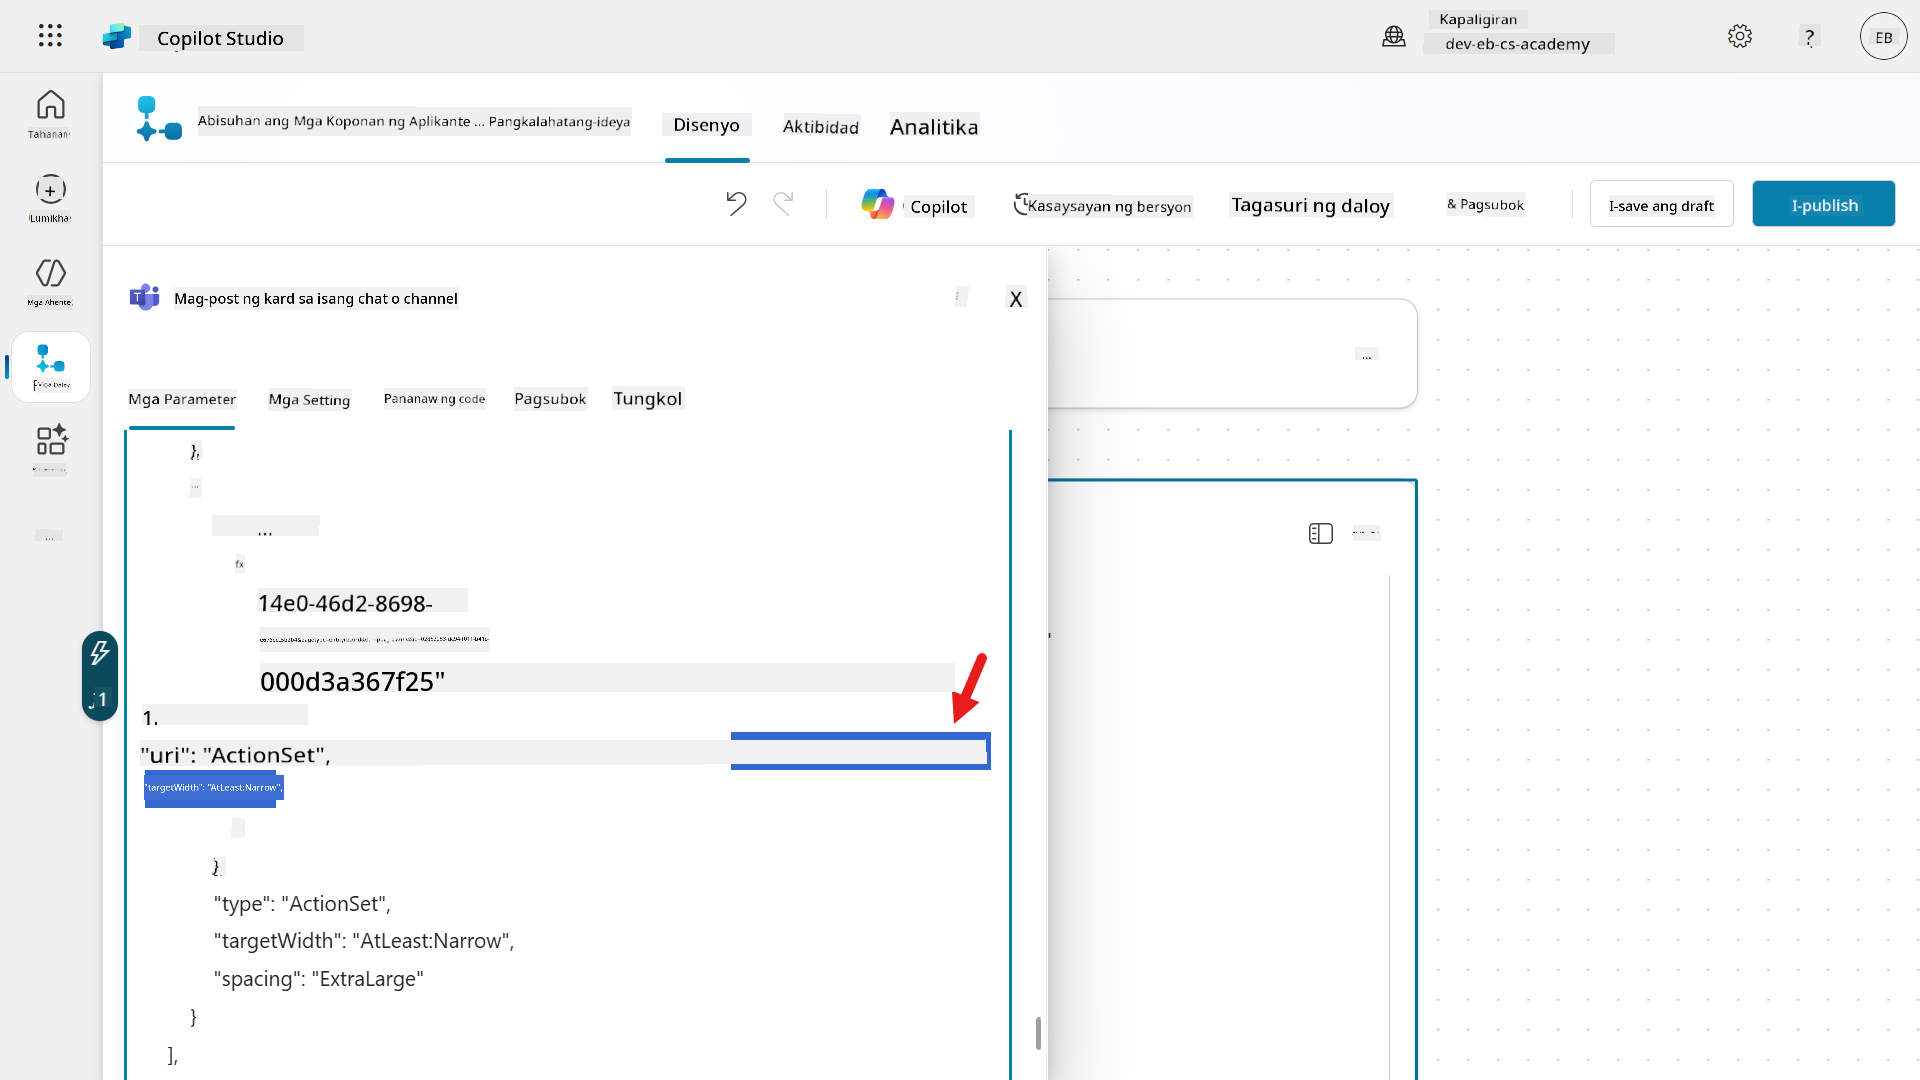 Copilot Studio
Kapaligiran
dev-eb-cs-academy
?
EB
Tahanan
Abisuhan ang Mga Koponan ng Aplikante ... Pangkalahatang-ideya
Disenyo
Aktibidad
Analitika
Lumikha
Copilot
Kasaysayan ng bersyon
Tagasuri ng daloy
& Pagsubok
I-save ang draft
I-publish
Mga Ahente
Mag-post ng kard sa isang chat o channel
X
...
Mga Parameter
Mga Setting
Pananaw ng code
Pagsubok
Tungkol
},
...
...
fx
...
14e0-46d2-8698-
000d3a367f25"
1
1.
"uri": "ActionSet",
"targetWidth": "AtLeast:Narrow",
}
"type": "ActionSet",
"targetWidth": "AtLeast:Narrow",
"spacing": "ExtraLarge"
}
],